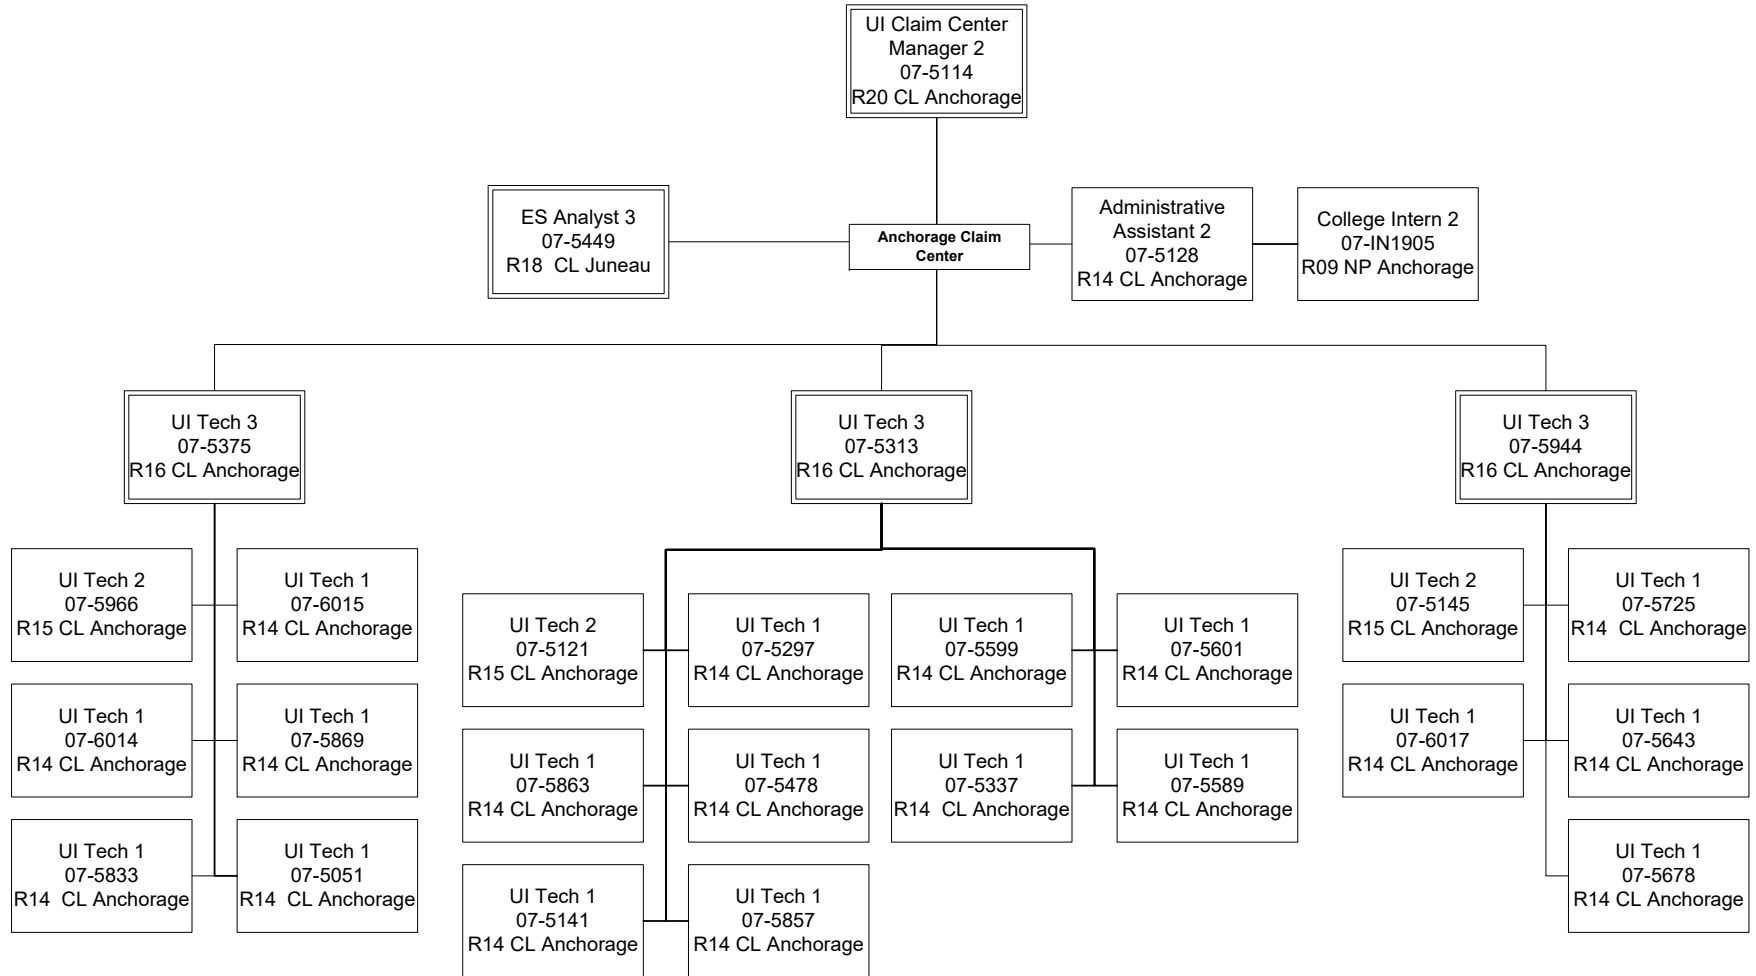 UI Claim Center
Manager 2
07-5114
R20 CL Anchorage
ES Analyst 3
07-5449
R18  CL Juneau
Anchorage Claim
Center
Administrative
Assistant 2
07-5128
R14 CL Anchorage
College Intern 2
07-IN1905
R09 NP Anchorage
UI Tech 3
07-5375
R16 CL Anchorage
UI Tech 3
07-5313
R16 CL Anchorage
UI Tech 3
07-5944
R16 CL Anchorage
UI Tech 2
07-5966
R15 CL Anchorage
UI Tech 1
07-6015
R14 CL Anchorage
UI Tech 1
07-6014
R14 CL Anchorage
UI Tech 1
07-5869
R14 CL Anchorage
UI Tech 1
07-5833
R14  CL Anchorage
UI Tech 1
07-5051
R14  CL Anchorage
UI Tech 2
07-5121
R15 CL Anchorage
UI Tech 1
07-5297
R14 CL Anchorage
UI Tech 1
07-5599
R14 CL Anchorage
UI Tech 1
07-5601
R14 CL Anchorage
UI Tech 1
07-5863
R14 CL Anchorage
UI Tech 1
07-5478
R14 CL Anchorage
UI Tech 1
07-5337
R14  CL Anchorage
UI Tech 1
07-5589
R14 CL Anchorage
UI Tech 1
07-5141
R14 CL Anchorage
UI Tech 1
07-5857
R14 CL Anchorage
UI Tech 2
07-5145
R15 CL Anchorage
UI Tech 1
07-5725
R14  CL Anchorage
UI Tech 1
07-6017
R14 CL Anchorage
UI Tech 1
07-5643
R14 CL Anchorage
UI Tech 1
07-5678
R14 CL Anchorage